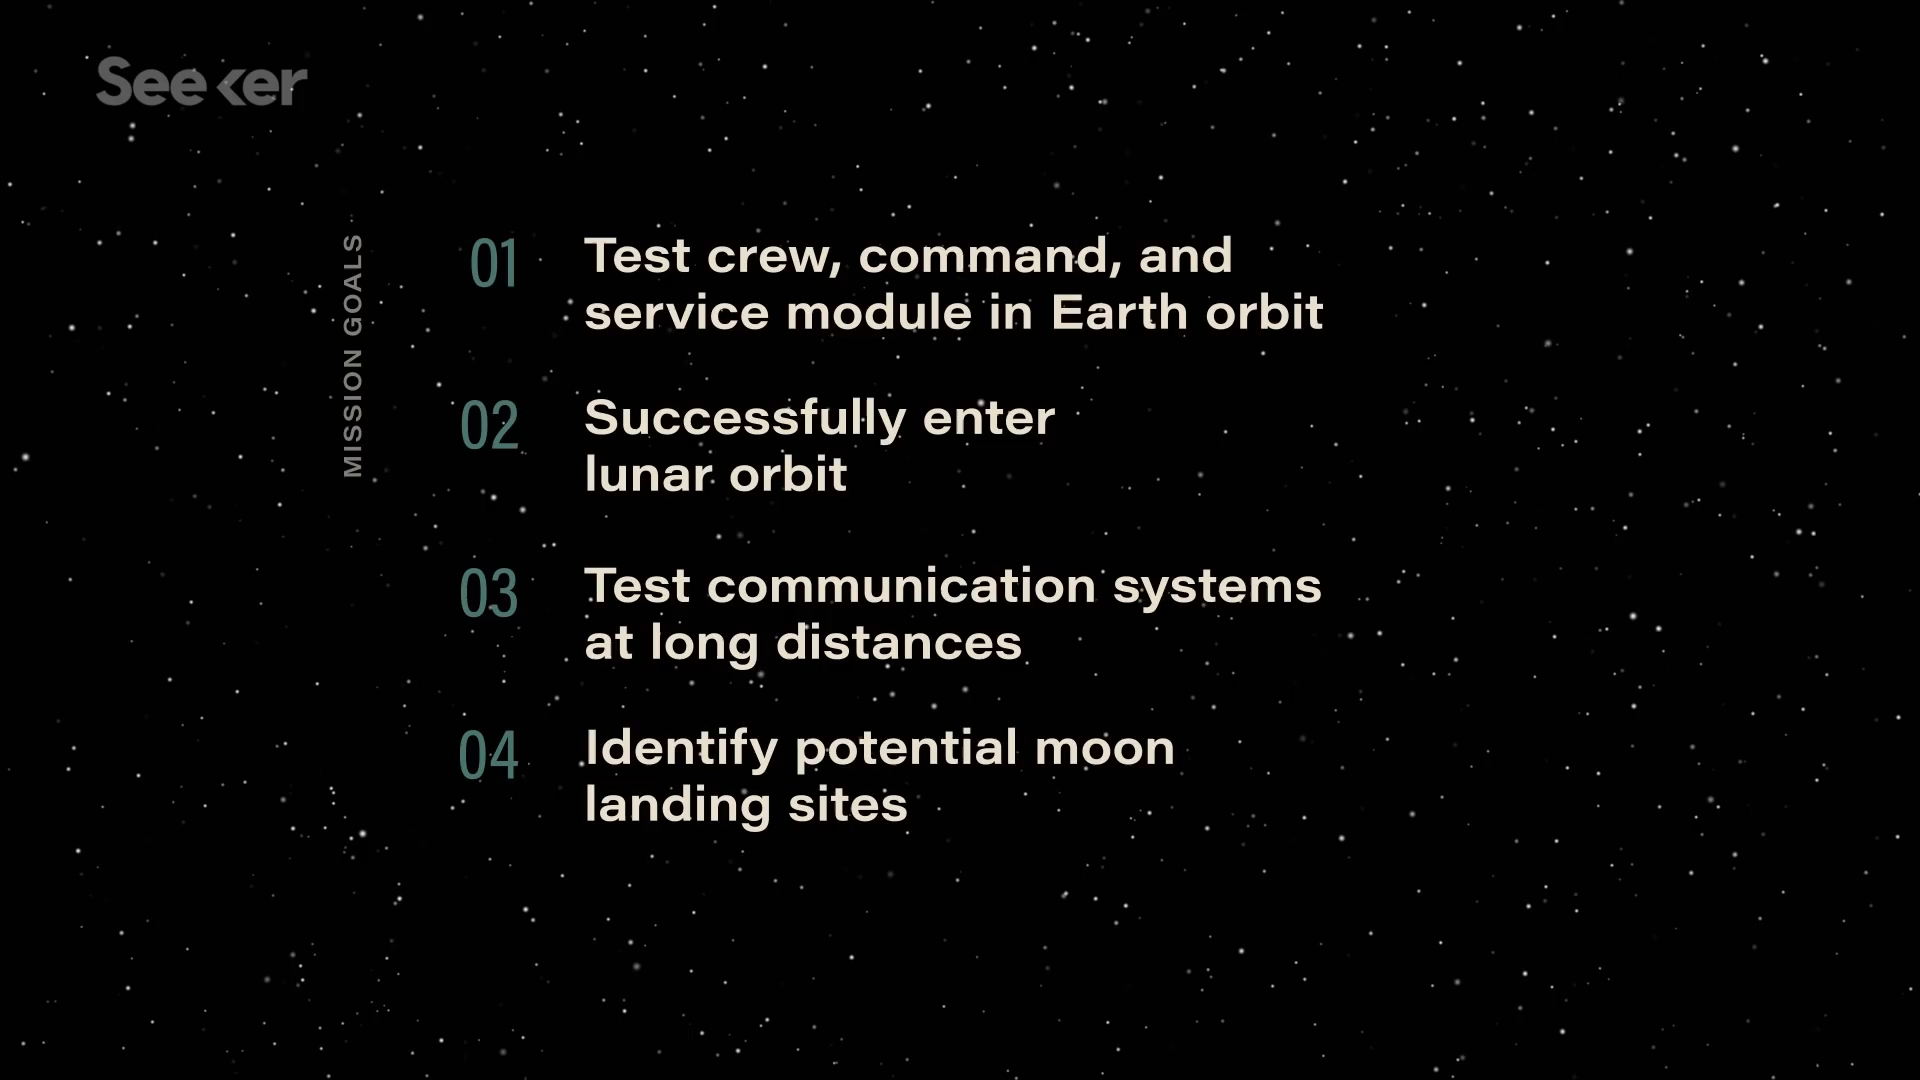 Seeker
MISSION GOALS
01
Test crew, command, and
service module in Earth orbit
02
Successfully enter
lunar orbit
03
Test communication systems
at long distances
04
Identify potential moon
landing sites